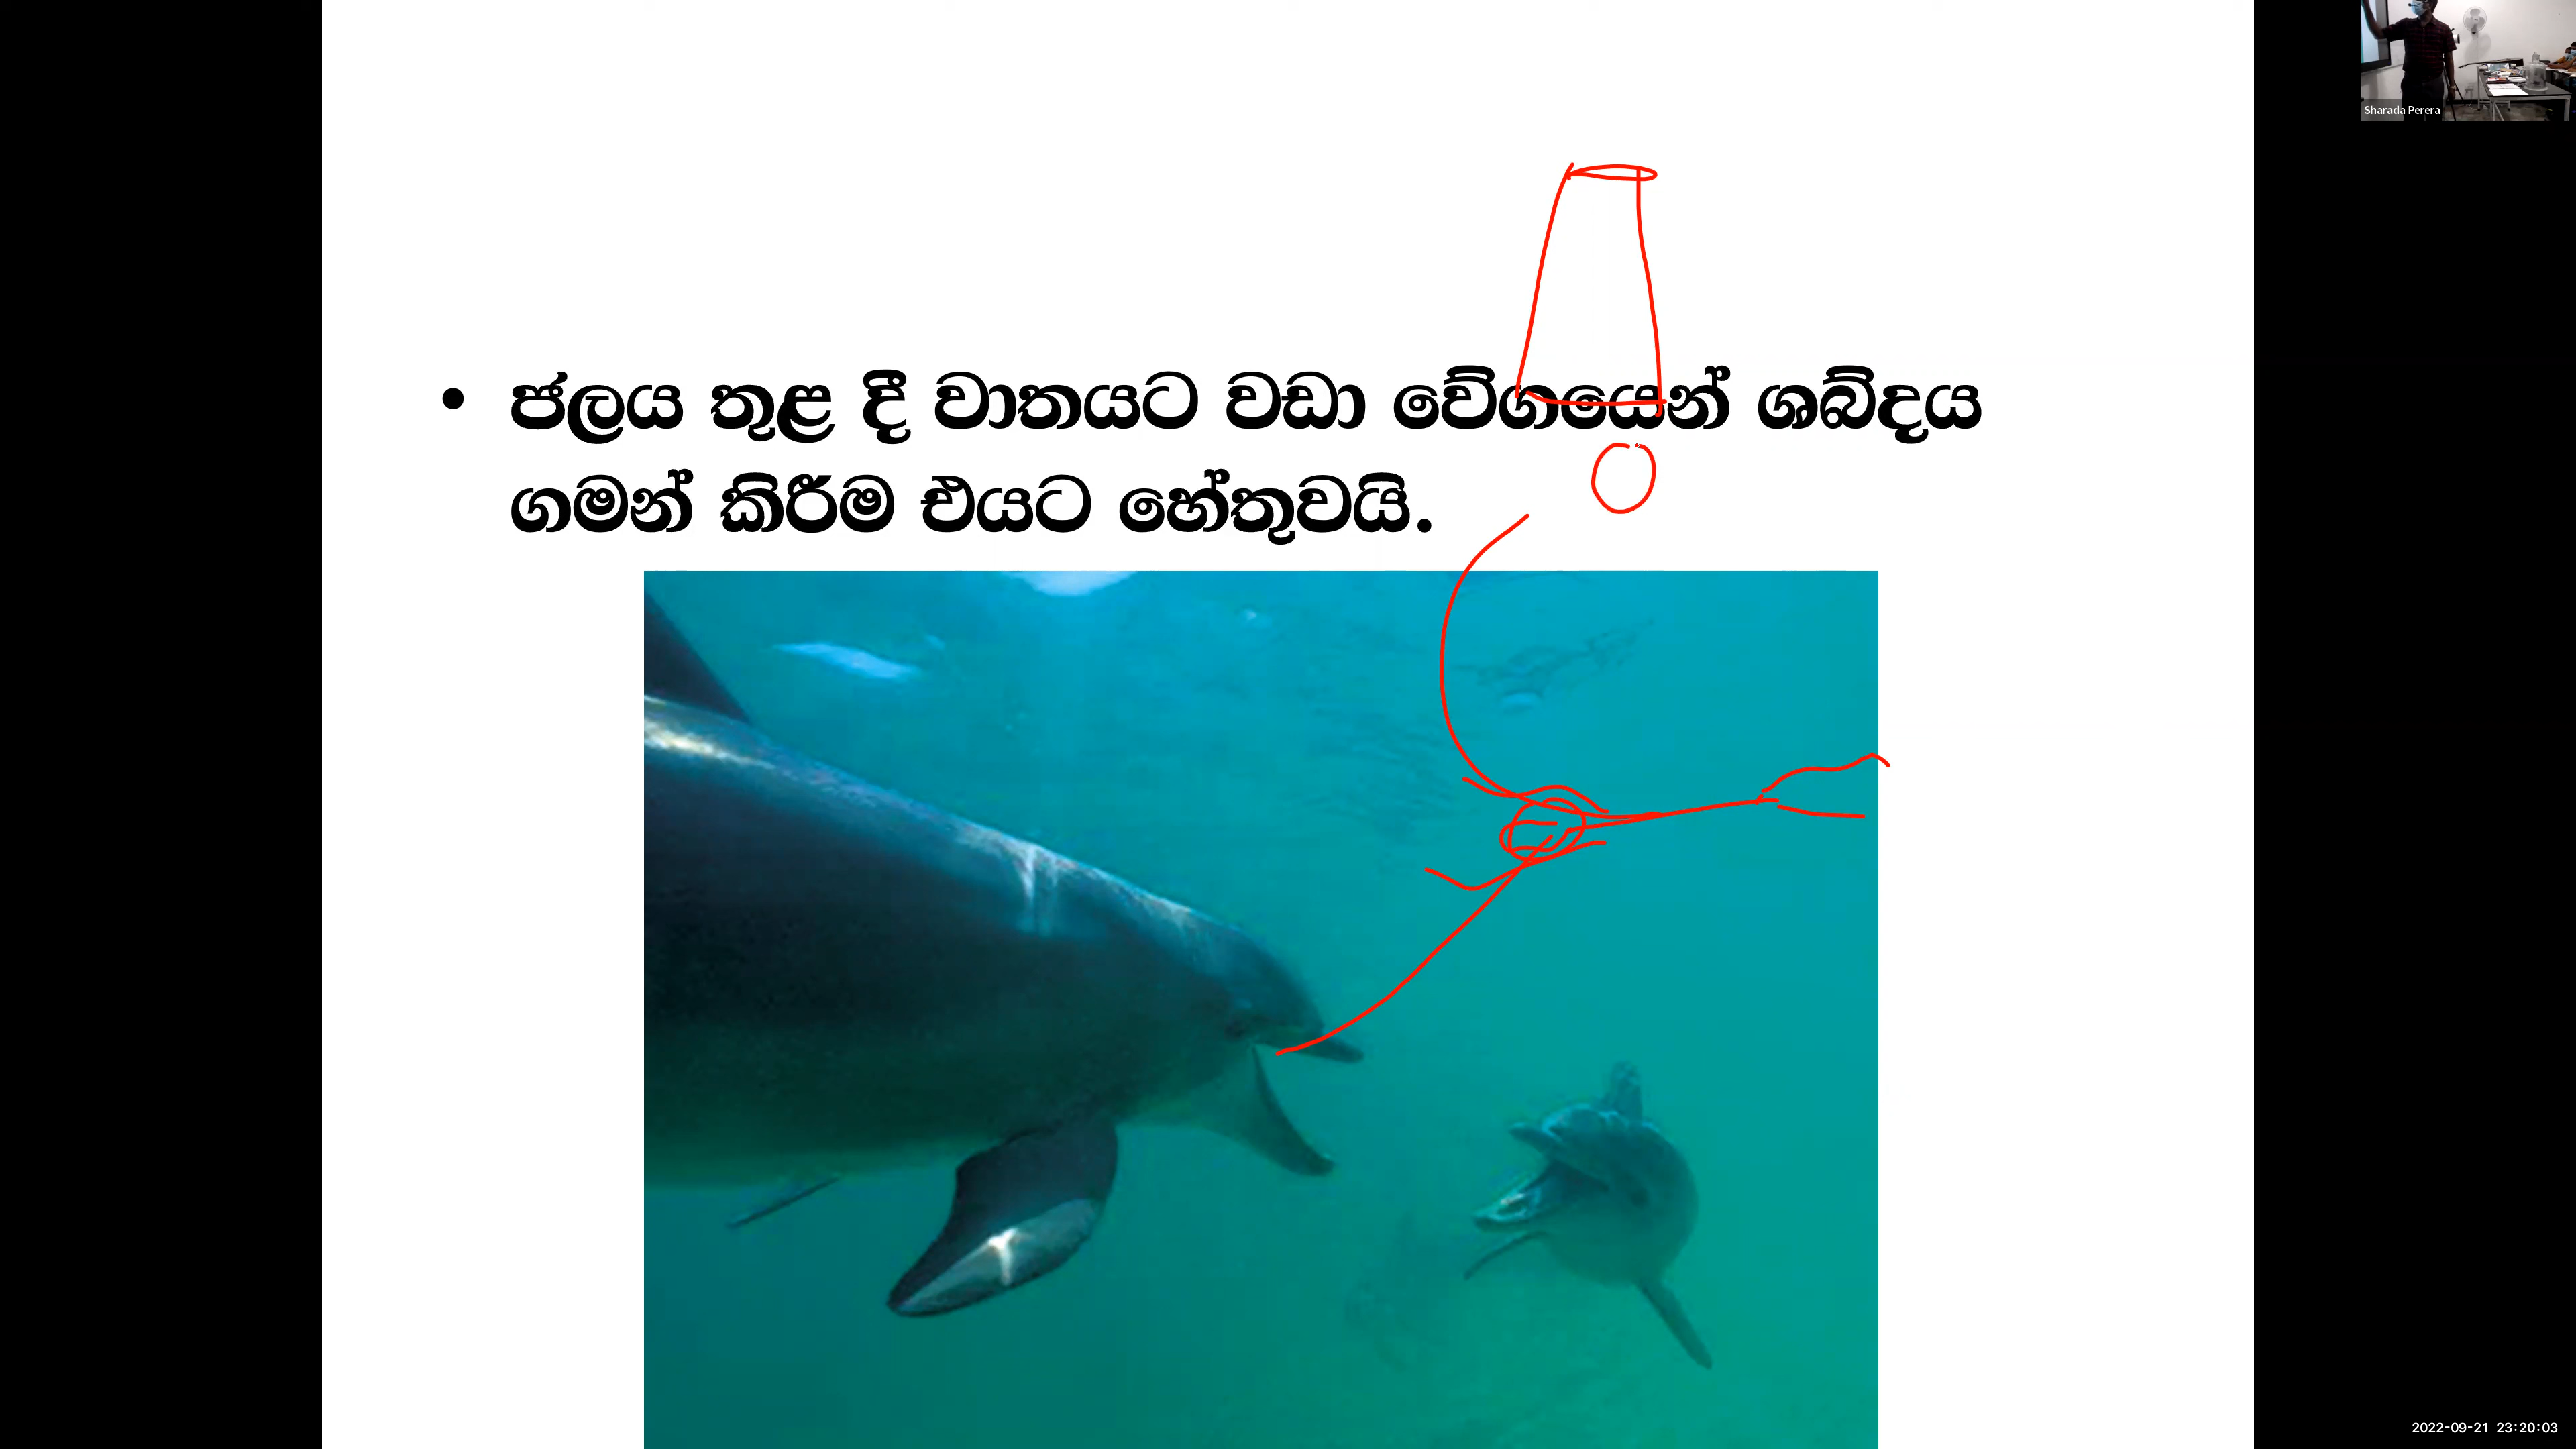 Sharada Perera
• ජලය තුළ දී වාතයට වඩා වේගයෙන් ශබ්දය
ගමන් කිරීම එයට හේතුවයි.
2022-09-21 23:20:03